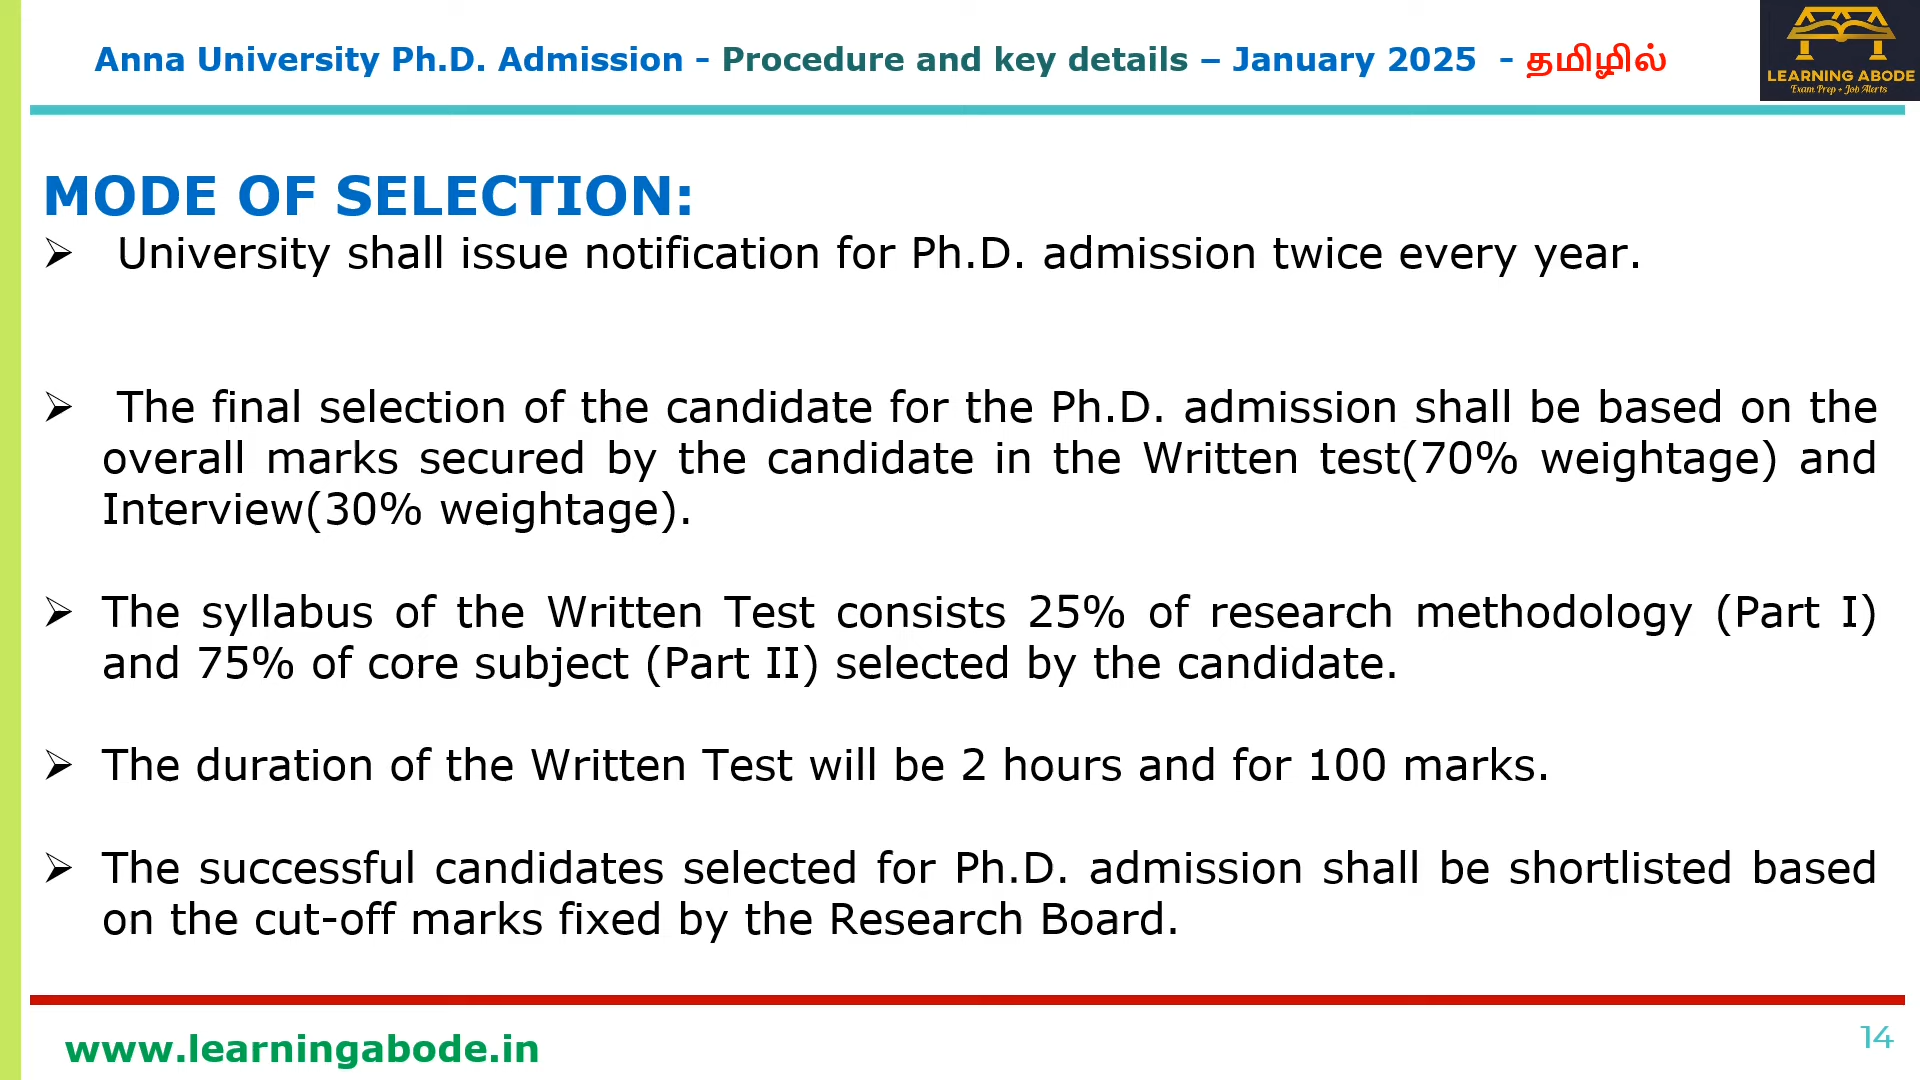 Anna University Ph.D. Admission - Procedure and key details – January 2025 - தமிழில்
LEARNING ABODE
Exam Prep + Job Alerts
MODE OF SELECTION:
➢ University shall issue notification for Ph.D. admission twice every year.
➢ The final selection of the candidate for the Ph.D. admission shall be based on the
overall marks secured by the candidate in the Written test(70% weightage) and
Interview(30% weightage).
➢ The syllabus of the Written Test consists 25% of research methodology (Part I)
and 75% of core subject (Part II) selected by the candidate.
➢ The duration of the Written Test will be 2 hours and for 100 marks.
➢ The successful candidates selected for Ph.D. admission shall be shortlisted based
on the cut-off marks fixed by the Research Board.
www.learningabode.in
14